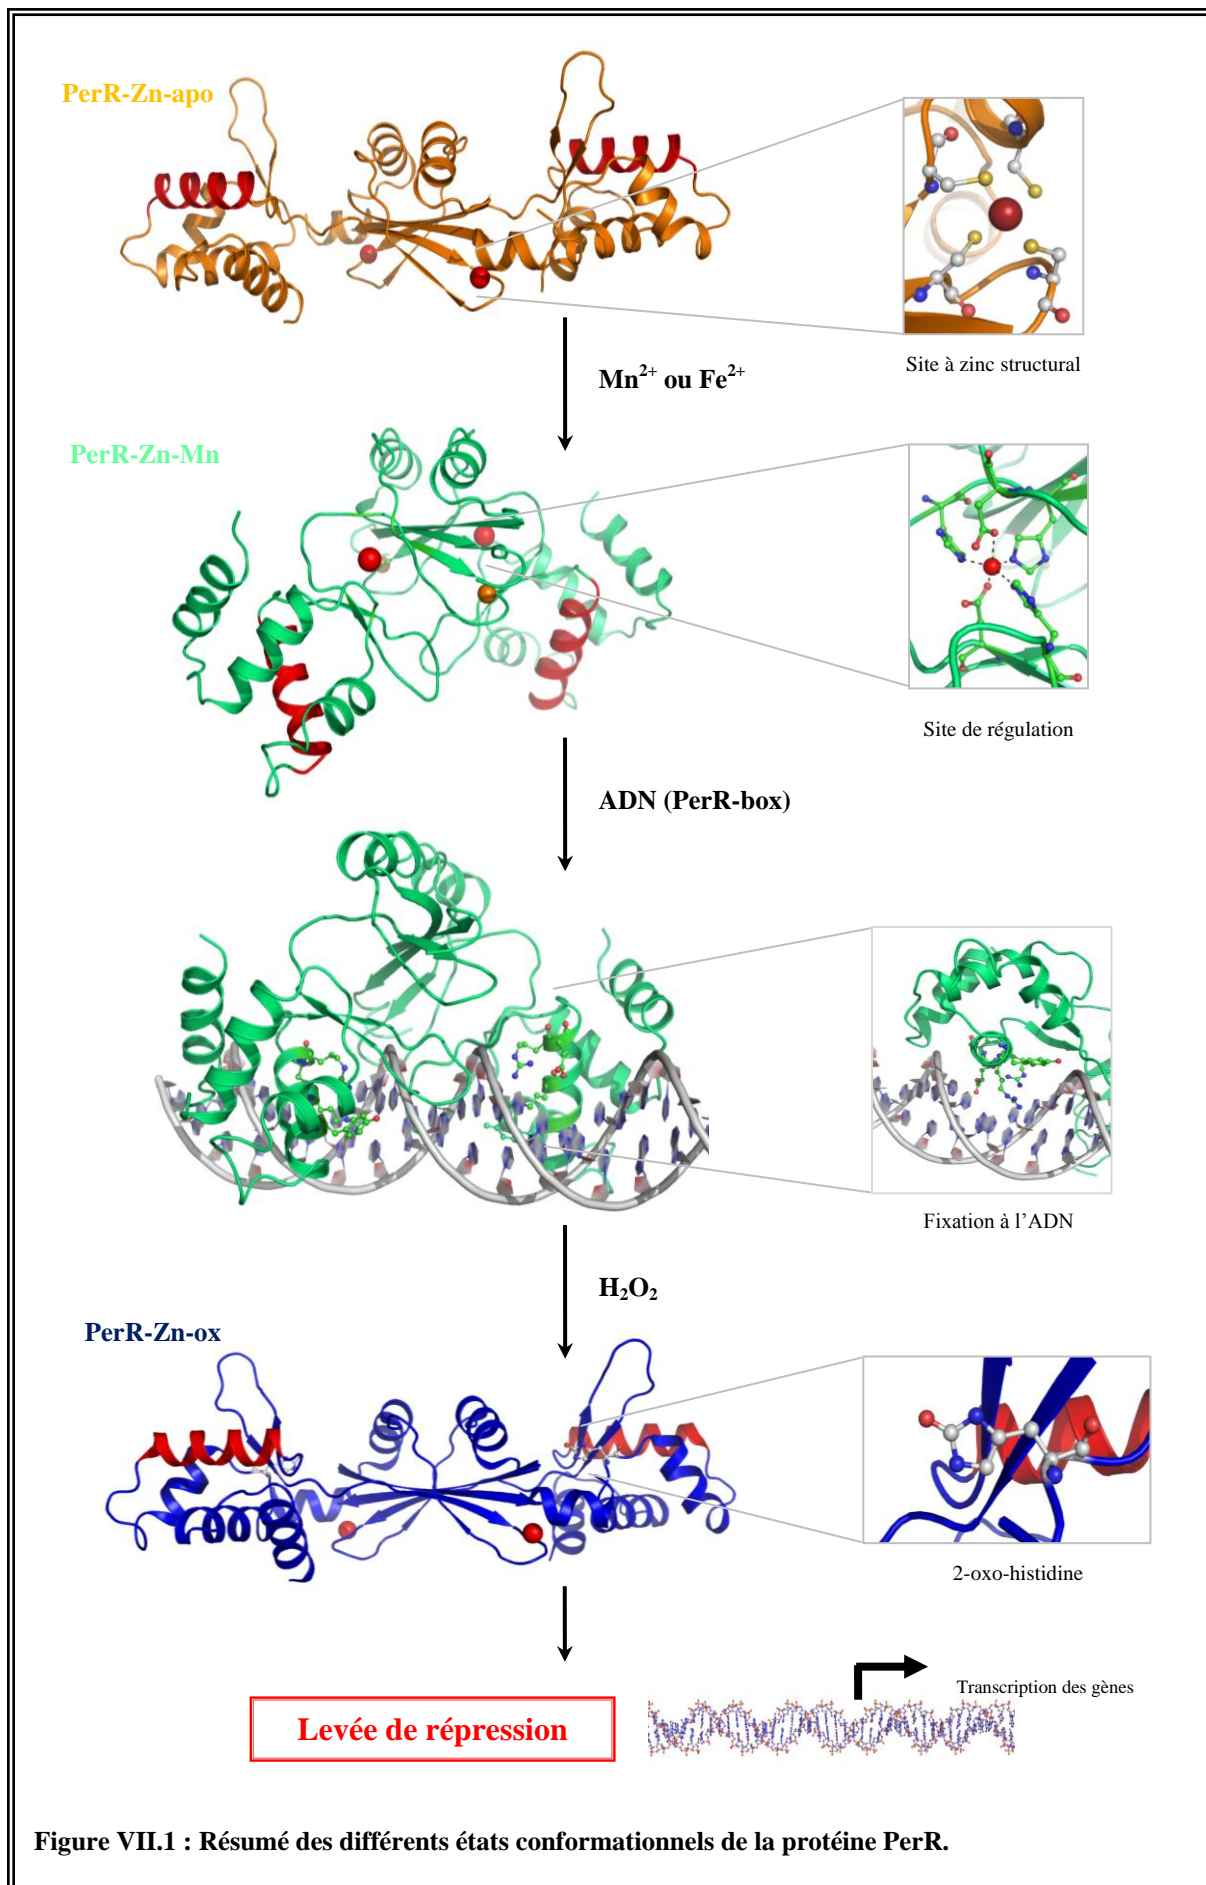 PerR-Zn-apo
Site à zinc structural
Mn²⁺ ou Fe²⁺
PerR-Zn-Mn
Site de régulation
ADN (PerR-box)
Fixation à l’ADN
H₂O₂
PerR-Zn-ox
2-oxo-histidine
Transcription des gènes
Levée de répression
Figure VII.1 : Résumé des différents états conformationnels de la protéine PerR.